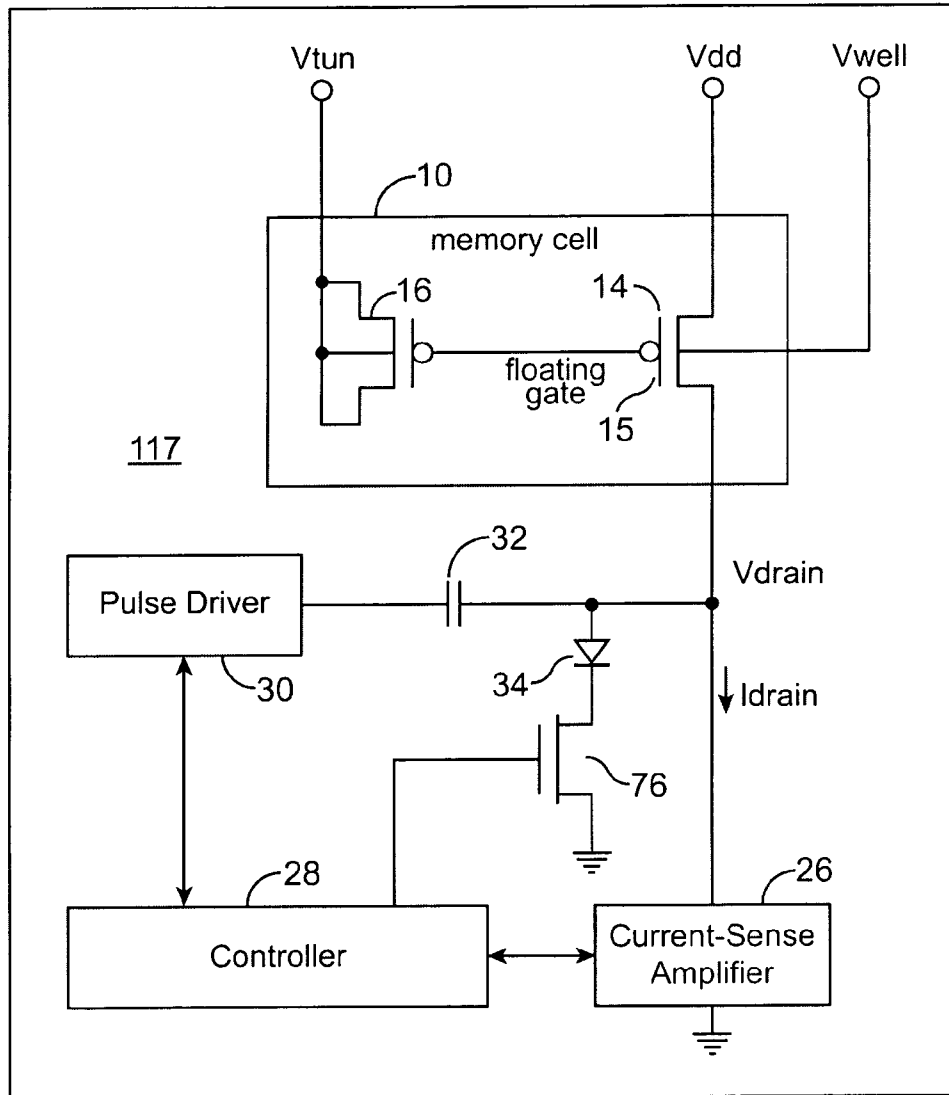 Vtun
Vdd
Vwell
10
memory cell
16
14
floating
gate
15
117
32
Vdrain
Pulse Driver
34
30
Idrain
76
28
26
Controller
Current-Sense
Amplifier